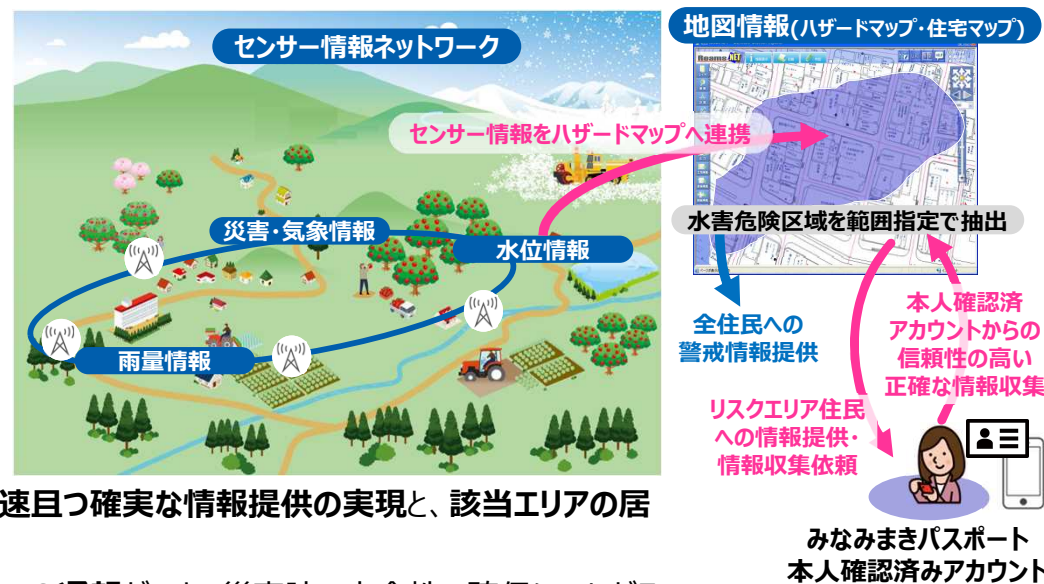 センサー情報ネットワーク
地図情報(ハザードマップ・住宅マップ)
センサー情報をハザードマップへ連携
水害危険区域を範囲指定で抽出
災害・気象情報
水位情報
雨量情報
全住民への
警戒情報提供
本人確認済
アカウントからの
信頼性の高い
正確な情報収集
リスクエリア住民
への情報提供・
情報収集依頼
速且つ確実な情報提供の実現と、該当エリアの居
みなみまきパスポート
本人確認済みアカウント